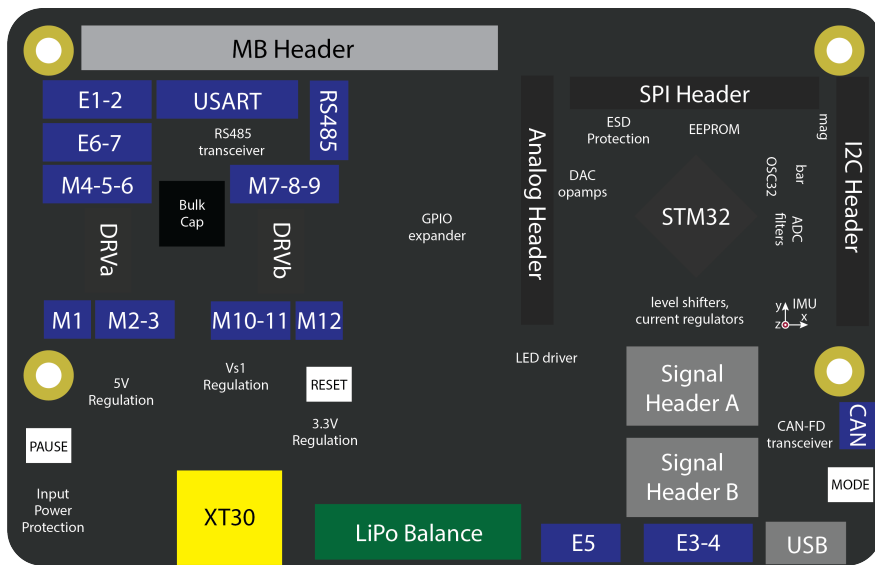 MB Header
E1-2
USART
RS485
E6-7
RS485
transceiver
M4-5-6
Bulk
Cap
M7-8-9
DRVa
DRVb
GPIO
expander
M1
M2-3
M10-11
M12
Analog Header
SPI Header
ESD
Protection
EEPROM
mag
I2C Header
DAC
opamps
STM32
OSC32
bar
ADC
filters
level shifters,
current regulators
y
IMU
z
x
5V
Regulation
Vs1
Regulation
RESET
3.3V
Regulation
LED driver
Signal
Header A
CAN-FD
transceiver
CAN
PAUSE
Input
Power
Protection
XT30
LiPo Balance
Signal
Header B
MODE
E5
E3-4
USB